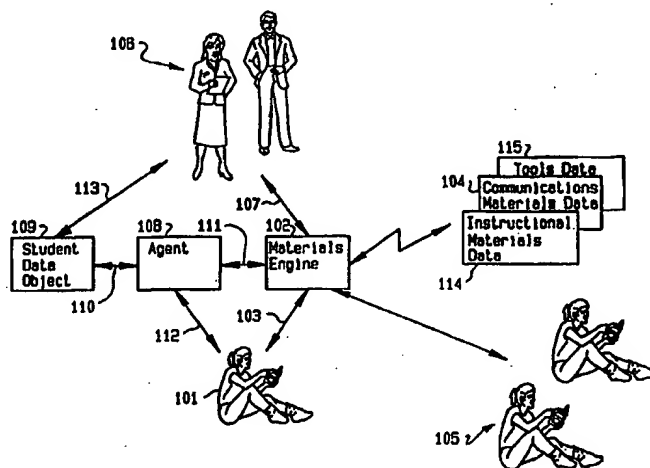 10B
115
Tools Data
104
Communications
Materials Data
Instructional
Materials
Data
114
113
107
109
Student
Data
Object
108
Agent
111
102
Materials
Engine
110
112
103
101
105